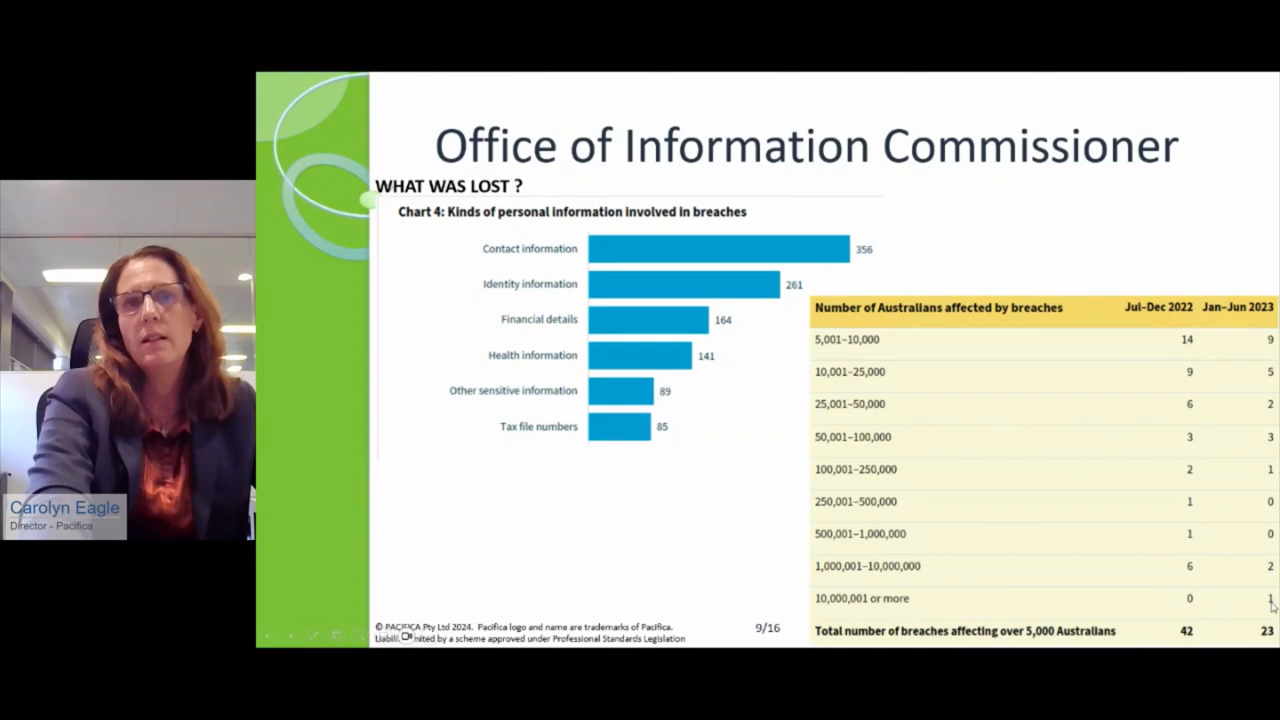 Office of Information Commissioner
WHAT WAS LOST ?
Chart 4: Kinds of personal information involved in breaches
Contact information 356
Identity information 261
Financial details 164
Health information 141
Other sensitive information 89
Tax file numbers 85
Number of Australians affected by breaches Jul–Dec 2022 Jan–Jun 2023
5,001–10,000 14 9
10,001–25,000 9 5
25,001–50,000 6 2
50,001–100,000 3 3
100,001–250,000 2 1
250,001–500,000 1 0
500,001–1,000,000 1 0
1,000,001–10,000,000 6 2
10,000,001 or more 0 1
Total number of breaches affecting over 5,000 Australians 42 23
© PACIFICA Pty Ltd 2024. Pacifica logo and name are trademarks of Pacifica.
by a scheme approved under Professional Standards Legislation
9/16
Carolyn Eagle
Director - Pacifica